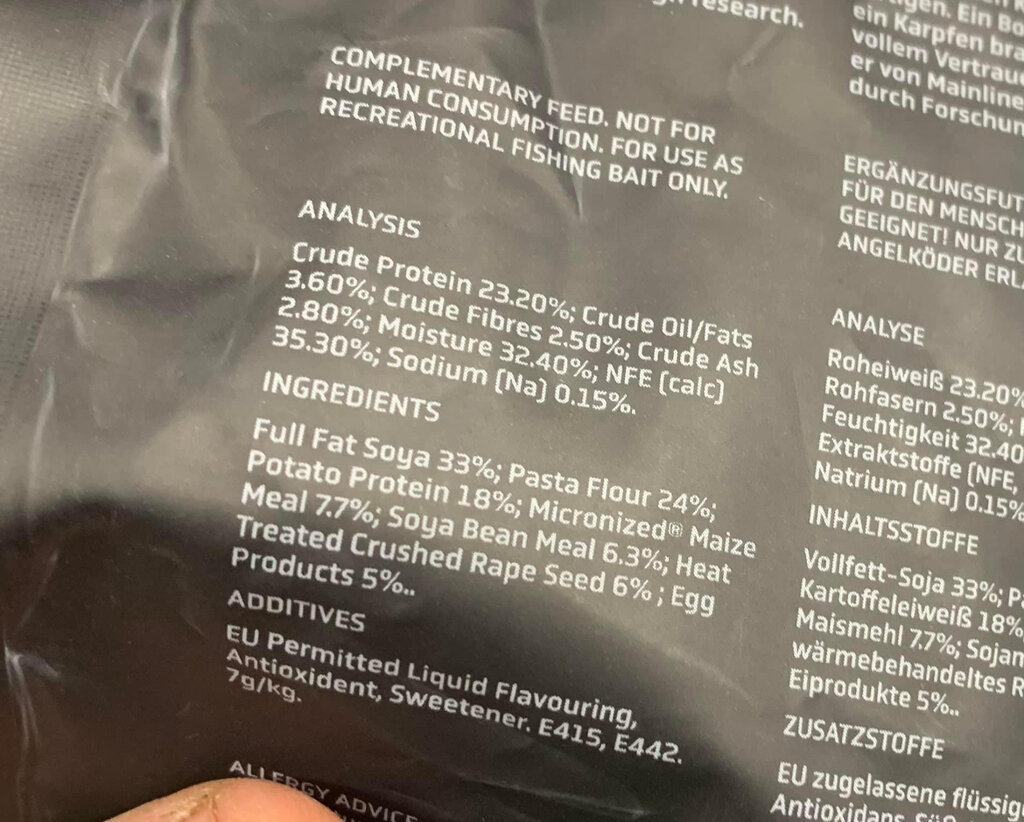 research.
COMPLEMENTARY FEED. NOT FOR
HUMAN CONSUMPTION. FOR USE AS
RECREATIONAL FISHING BAIT ONLY.
ANALYSIS
Crude Protein 23.20%; Crude Oil/Fats
3.60%; Crude Fibres 2.50%; Crude Ash
2.80%; Moisture 32.40%; NFE (calc)
35.30%; Sodium (Na) 0.15%.
INGREDIENTS
Full Fat Soya 33%; Pasta Flour 24%;
Potato Protein 18%; Micronized® Maize
Meal 7.7%; Soya Bean Meal 6.3%; Heat
Treated Crushed Rape Seed 6% ; Egg
Products 5%..
ADDITIVES
EU Permitted Liquid Flavouring,
Antioxident, Sweetener. E415, E442.
7g/kg.
ALLERGY ADVICE
Ein
ein Karpfen
vollem
er von Mainline
durch
ERGÄNZUNGSFUT
FÜR DEN MENSCH
GEEIGNET! NUR ZU
ANGELKÖDER ERL
ANALYSE
Roheiweiß 23.20%
Rohfasern 2.50%;
Feuchtigkeit 32.40
Extraktstoffe (NFE,
Natrium (Na) 0.15%
INHALTSSTOFFE
Vollfett-Soja 33%;
Kartoffeleiweiß 18%
Maismehl 7.7%; Sojan
wärmebehandeltes R
Eiprodukte 5%..
ZUSATZSTOFFE
EU zugelassene flüssig
Antioxidans,